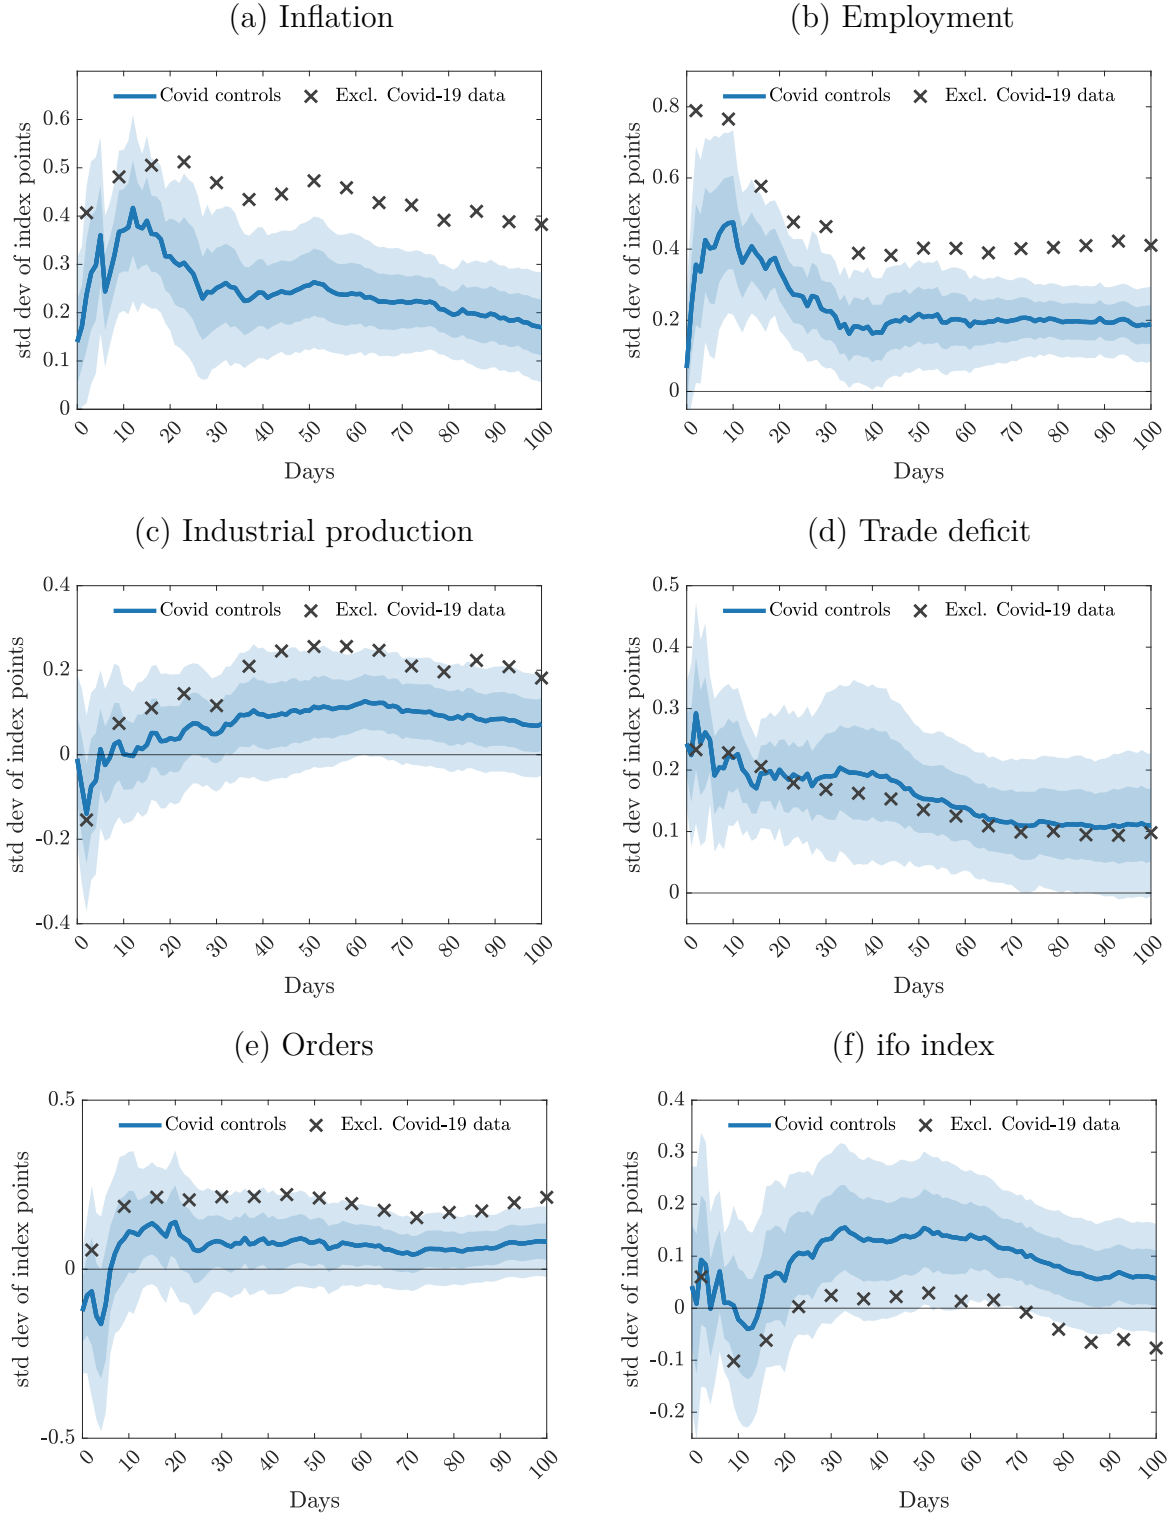 (a) Inflation
Covid controls
Excl. Covid-19 data
std dev of index points
0.6
0.5
0.4
0.3
0.2
0.1
0
0 10 20 30 40 50 60 70 80 90 100
Days
(b) Employment
Covid controls
Excl. Covid-19 data
std dev of index points
0.8
0.6
0.4
0.2
0
0 10 20 30 40 50 60 70 80 90 100
Days
(c) Industrial production
Covid controls
Excl. Covid-19 data
std dev of index points
0.4
0.2
0
-0.2
-0.4
0 10 20 30 40 50 60 70 80 90 100
Days
(d) Trade deficit
Covid controls
Excl. Covid-19 data
std dev of index points
0.5
0.4
0.3
0.2
0.1
0
0 10 20 30 40 50 60 70 80 90 100
Days
(e) Orders
Covid controls
Excl. Covid-19 data
std dev of index points
0.5
0
-0.5
0 10 20 30 40 50 60 70 80 90 100
Days
(f) ifo index
Covid controls
Excl. Covid-19 data
std dev of index points
0.4
0.3
0.2
0.1
0
-0.1
-0.2
0 10 20 30 40 50 60 70 80 90 100
Days